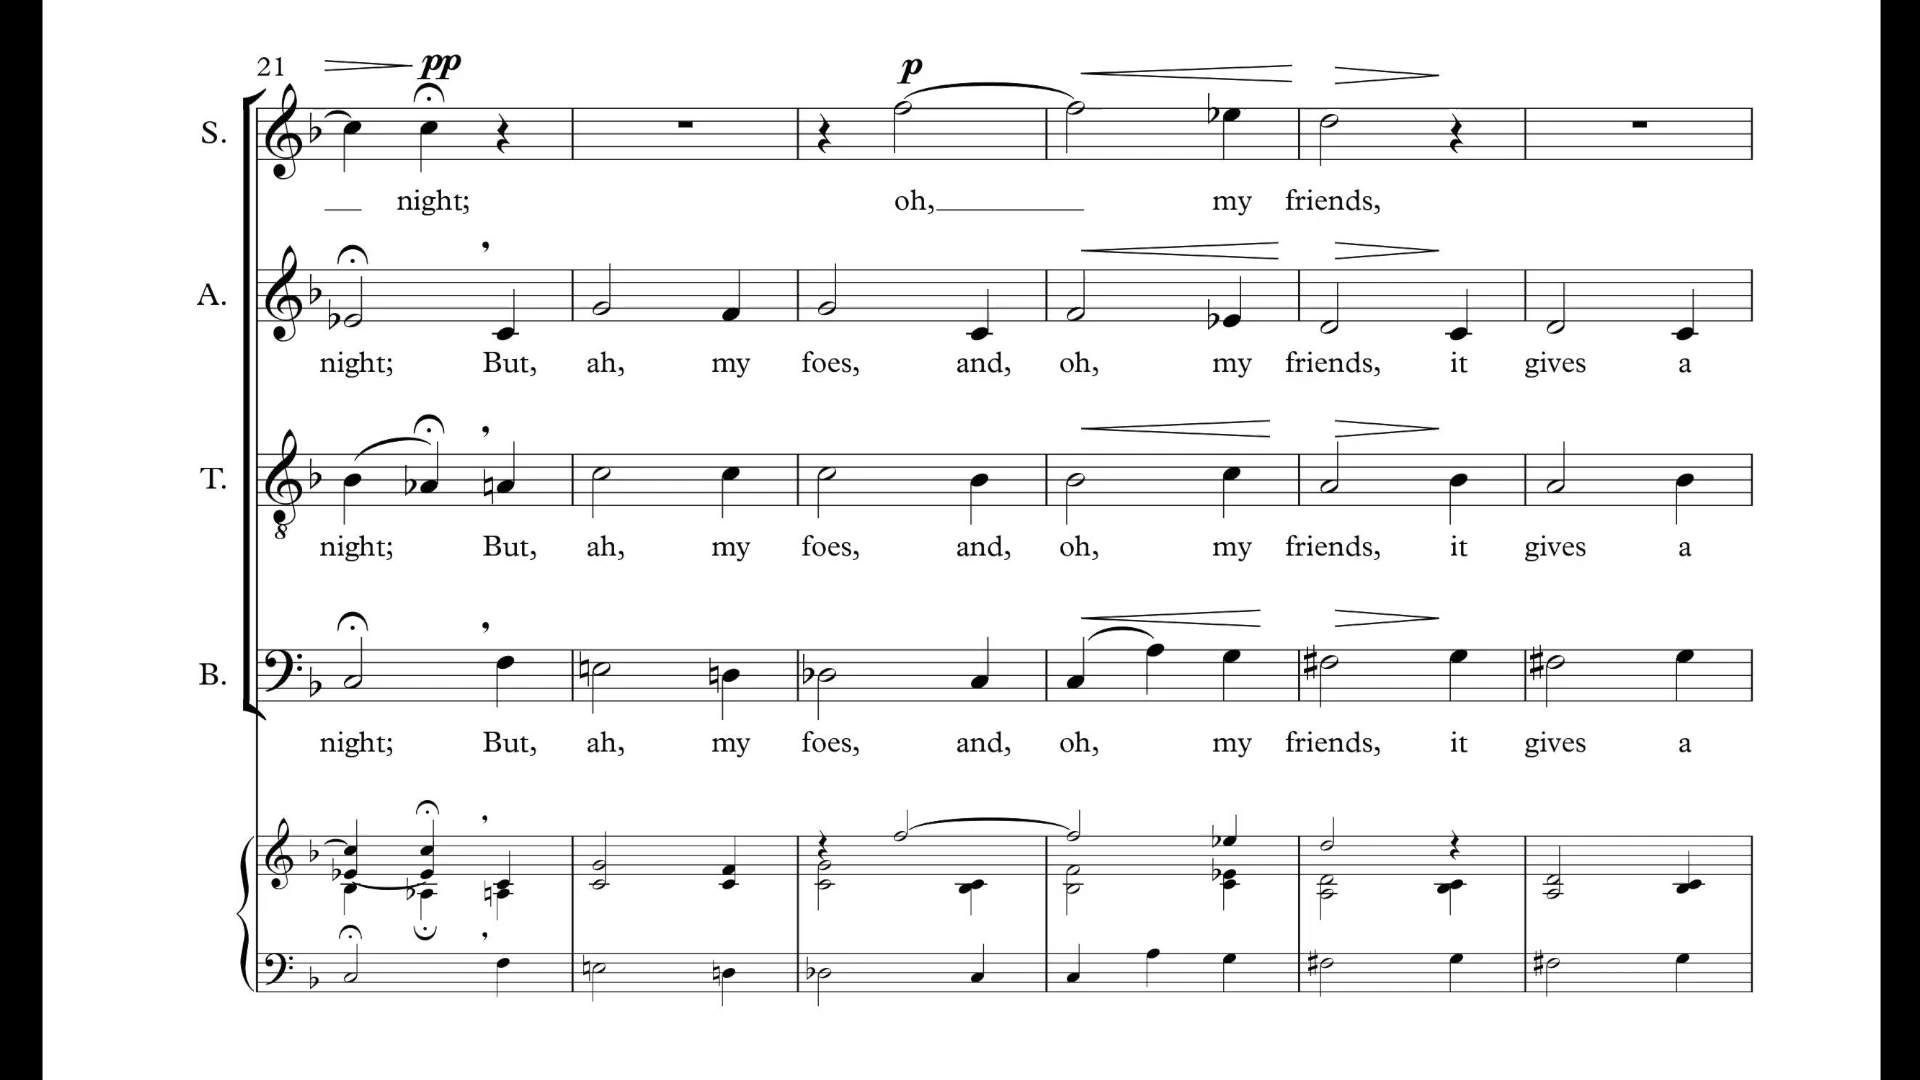 21 pp p
S.
night; oh, my friends,
A.
night; But, ah, my foes, and, oh, my friends, it gives a
T.
night; But, ah, my foes, and, oh, my friends, it gives a
8
B.
night; But, ah, my foes, and, oh, my friends, it gives a